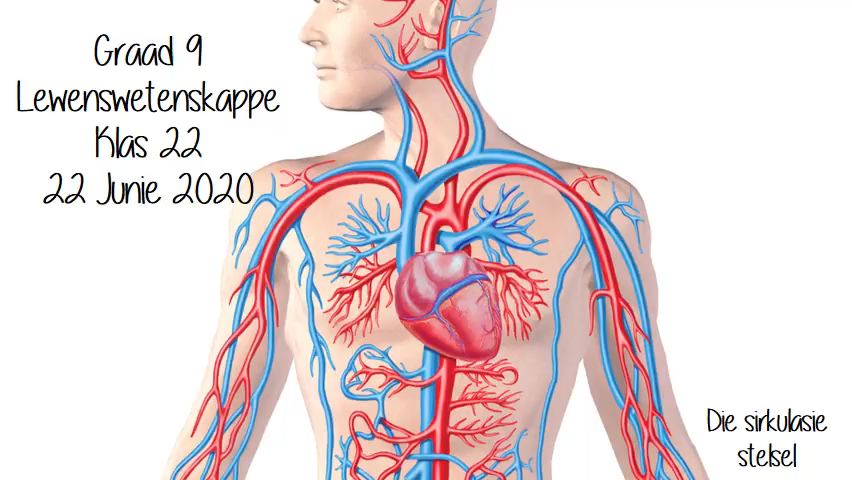 Graad 9
Lewenswetenskappe
Klas 22
22 Junie 2020
Die sirkulasie
stelsel